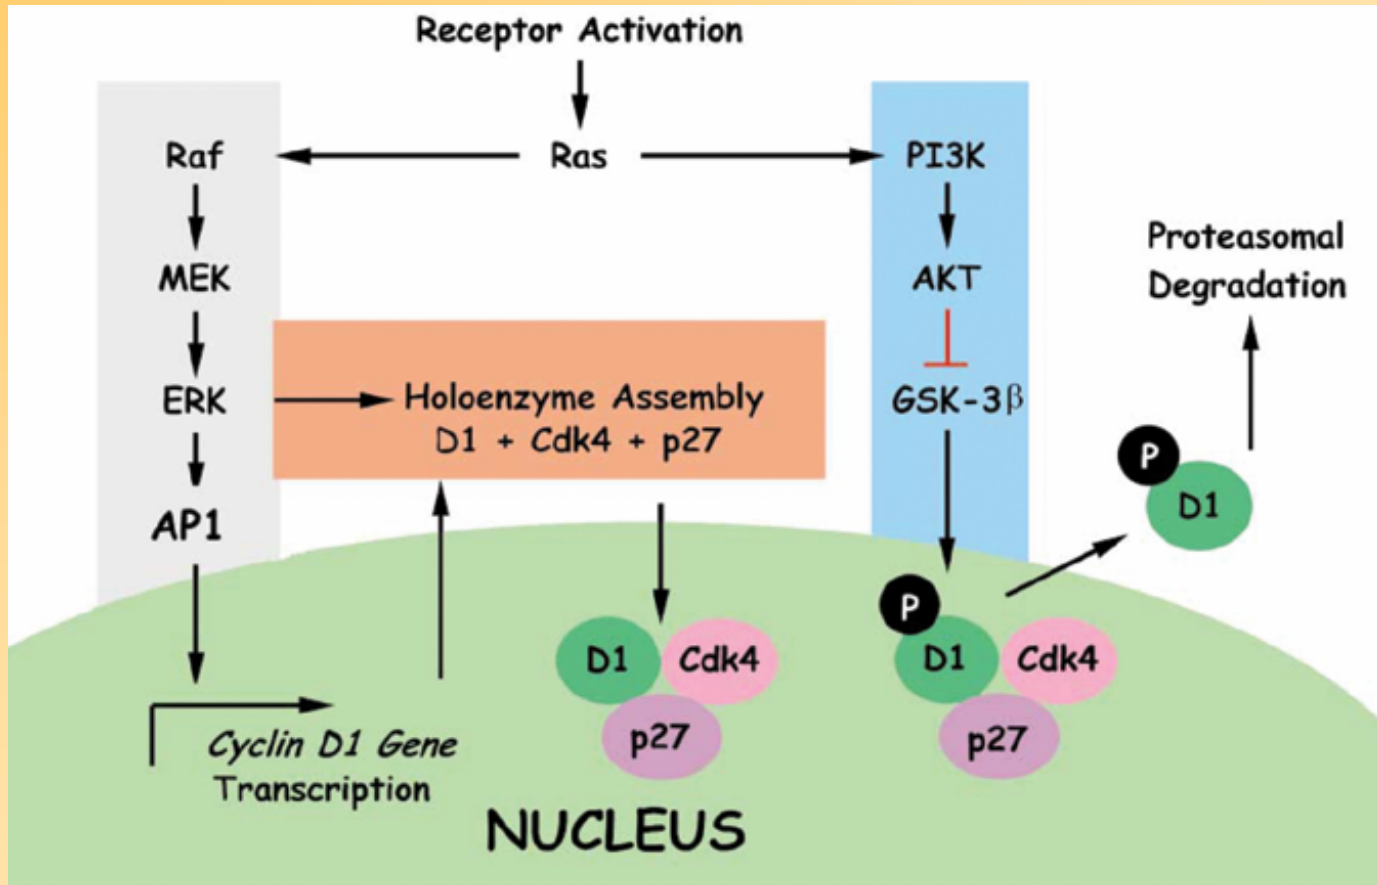 Receptor Activation
Raf
Ras
PI3K
MEK
AKT
Proteasomal
Degradation
ERK
Holoenzyme Assembly
D1 + Cdk4 + p27
GSK-3β
AP1
P
D1
P
D1
Cdk4
p27
D1
Cdk4
p27
Cyclin D1 Gene
Transcription
NUCLEUS